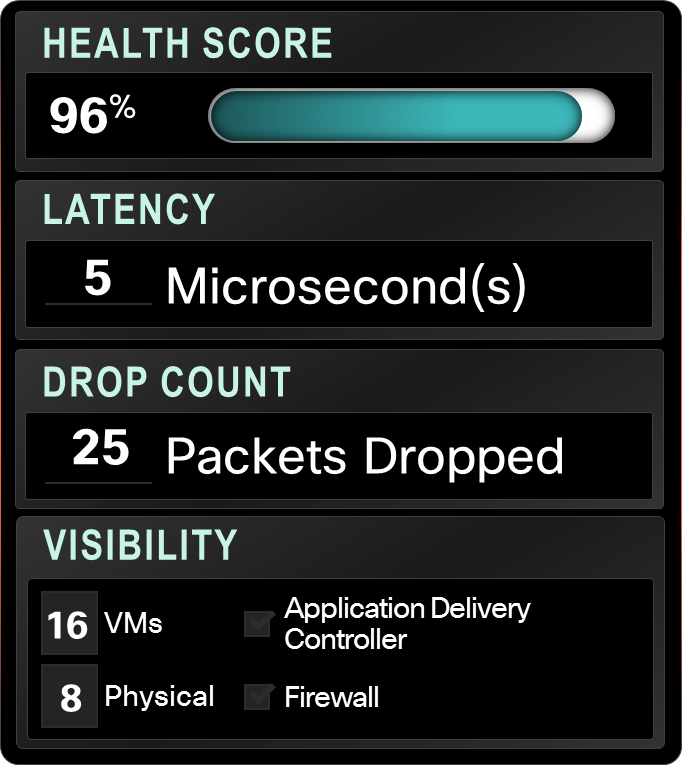 HEALTH SCORE
96%
LATENCY
5 Microsecond(s)
DROP COUNT
25 Packets Dropped
VISIBILITY
16 VMs
Application Delivery
Controller
8 Physical
Firewall